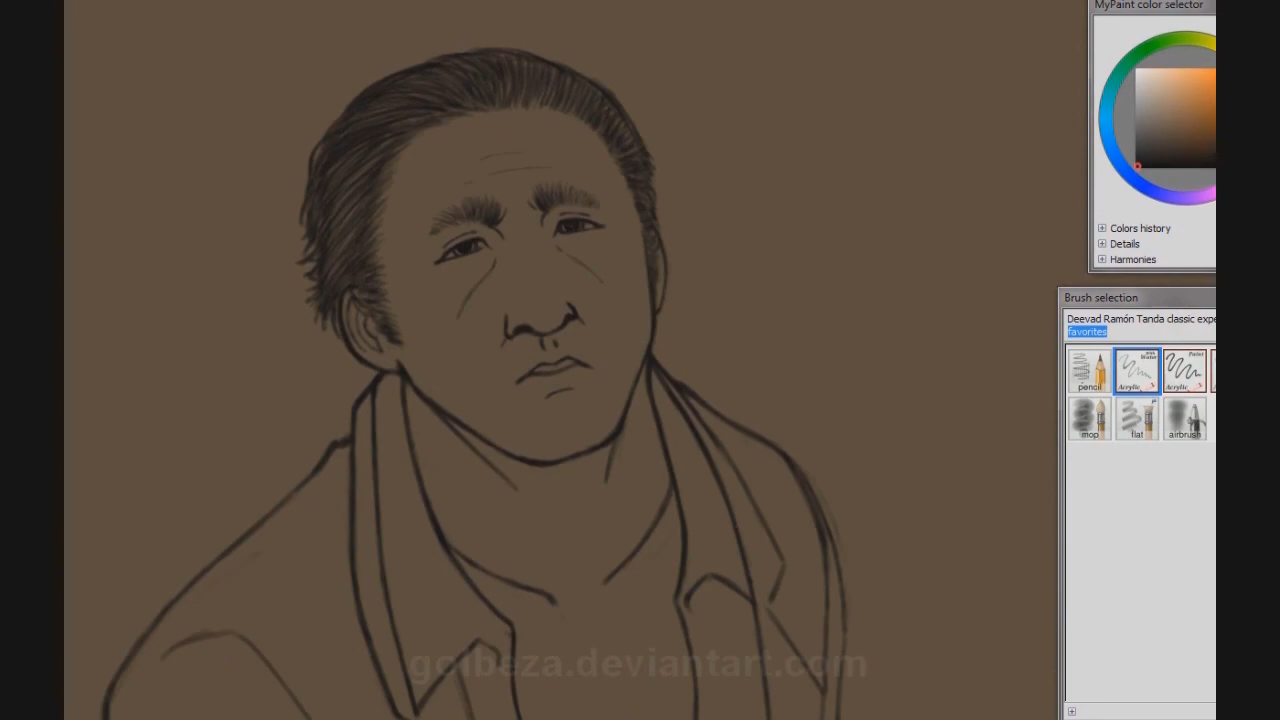 MyPaint color selector
Colors history
Details
Harmonies
Brush selection
Deevad Ramón Tanda classic expe
favorites
pencil
Acrylic
Acrylic
mop
flat
airbrush
golbeza.deviantart.com